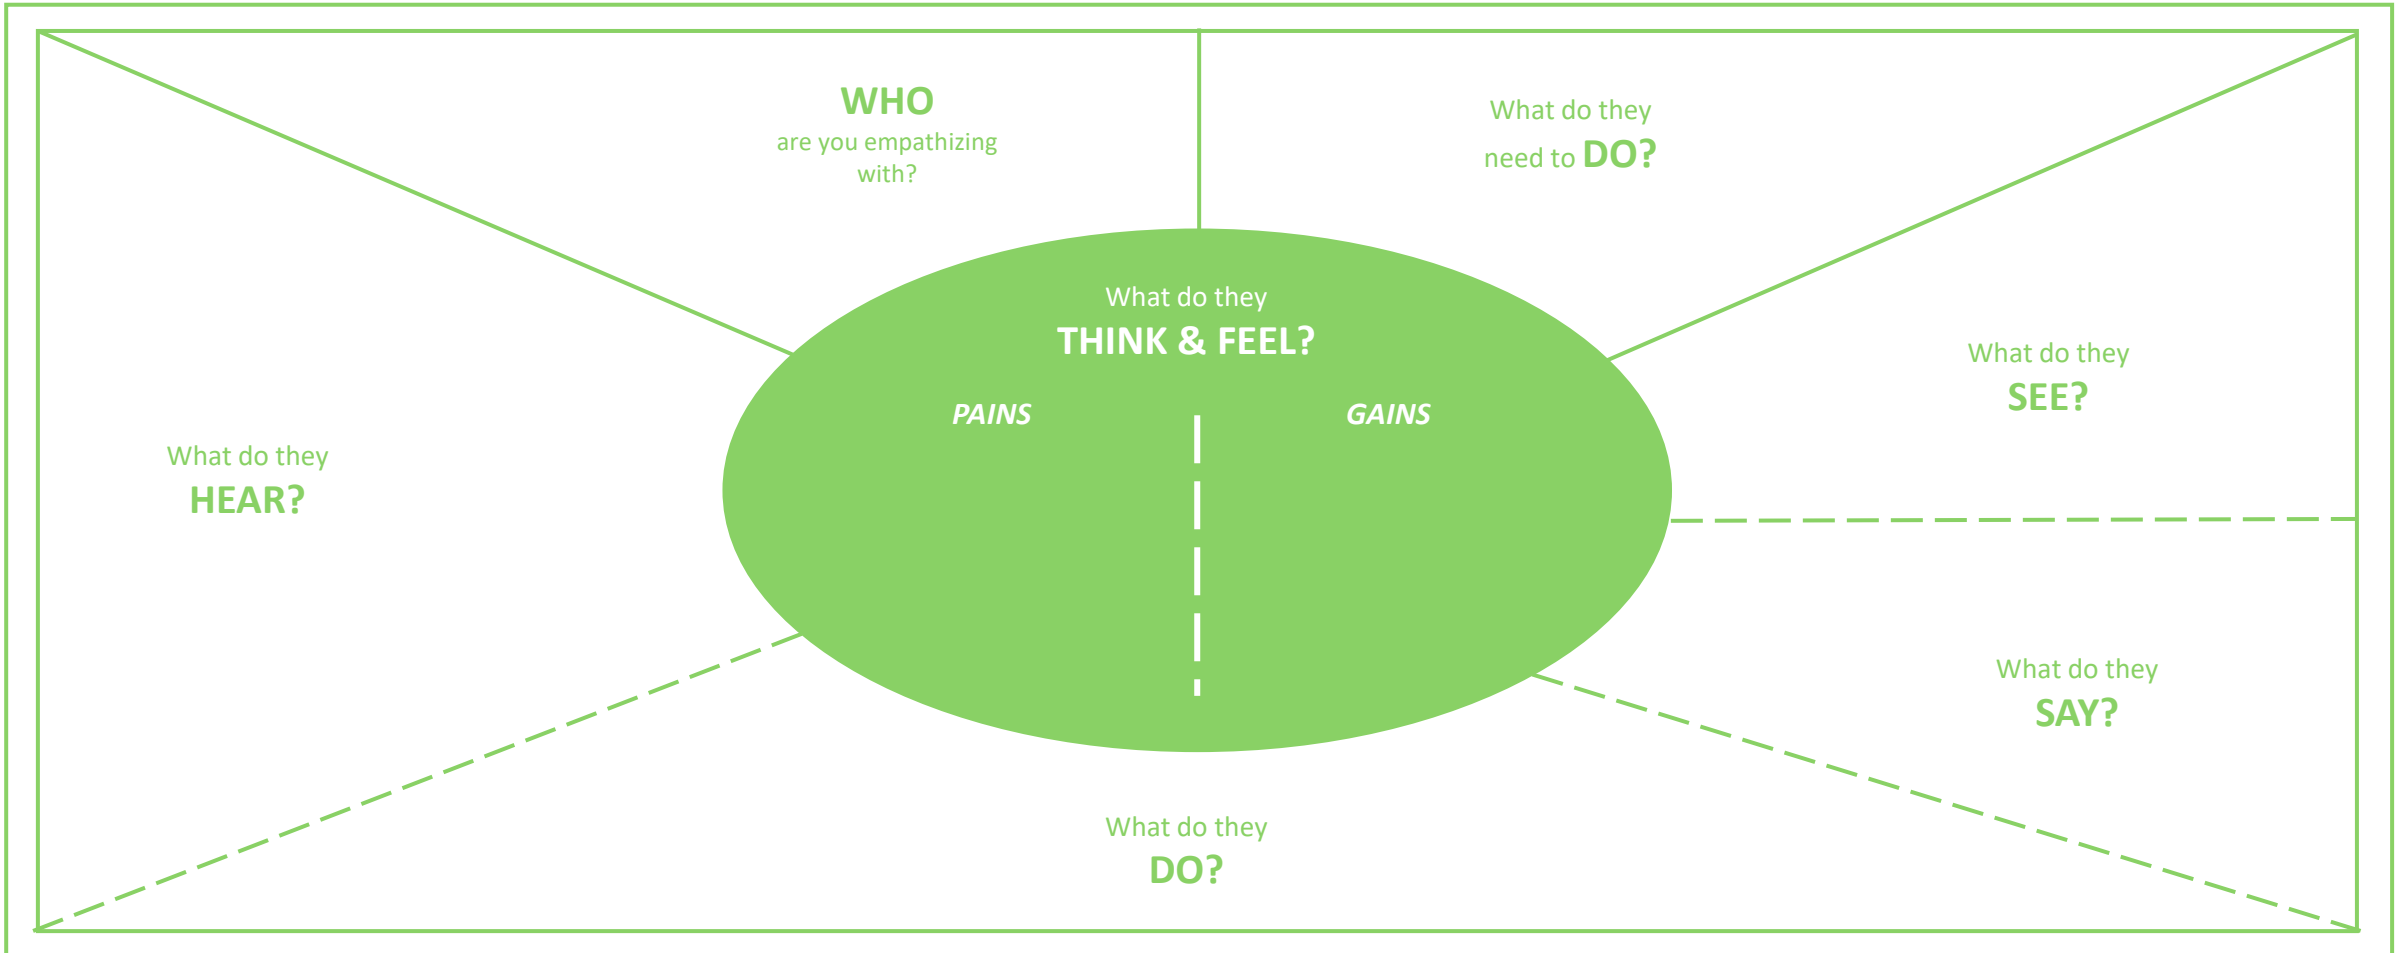 WHO
are you empathizing
with?
What do they
need to DO?
What do they
THINK & FEEL?
PAINS
GAINS
What do they
SEE?
What do they
HEAR?
What do they
SAY?
What do they
DO?